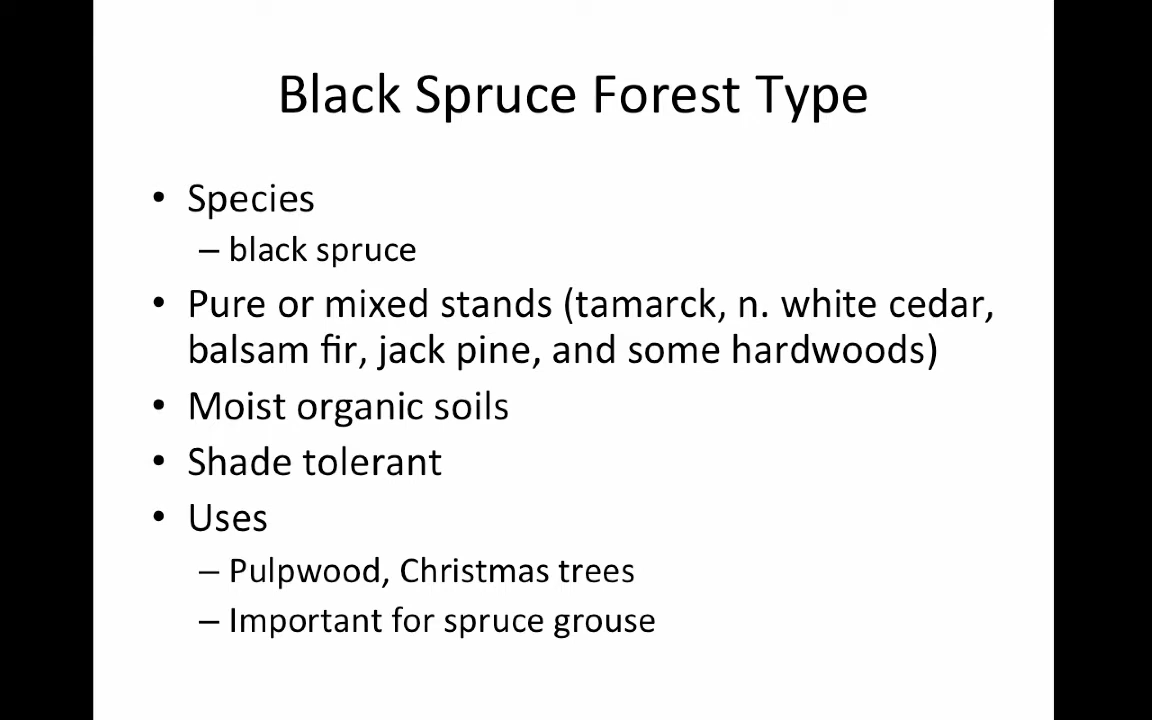 Black Spruce Forest Type
• Species
– black spruce
• Pure or mixed stands (tamarck, n. white cedar,
balsam fir, jack pine, and some hardwoods)
• Moist organic soils
• Shade tolerant
• Uses
– Pulpwood, Christmas trees
– Important for spruce grouse